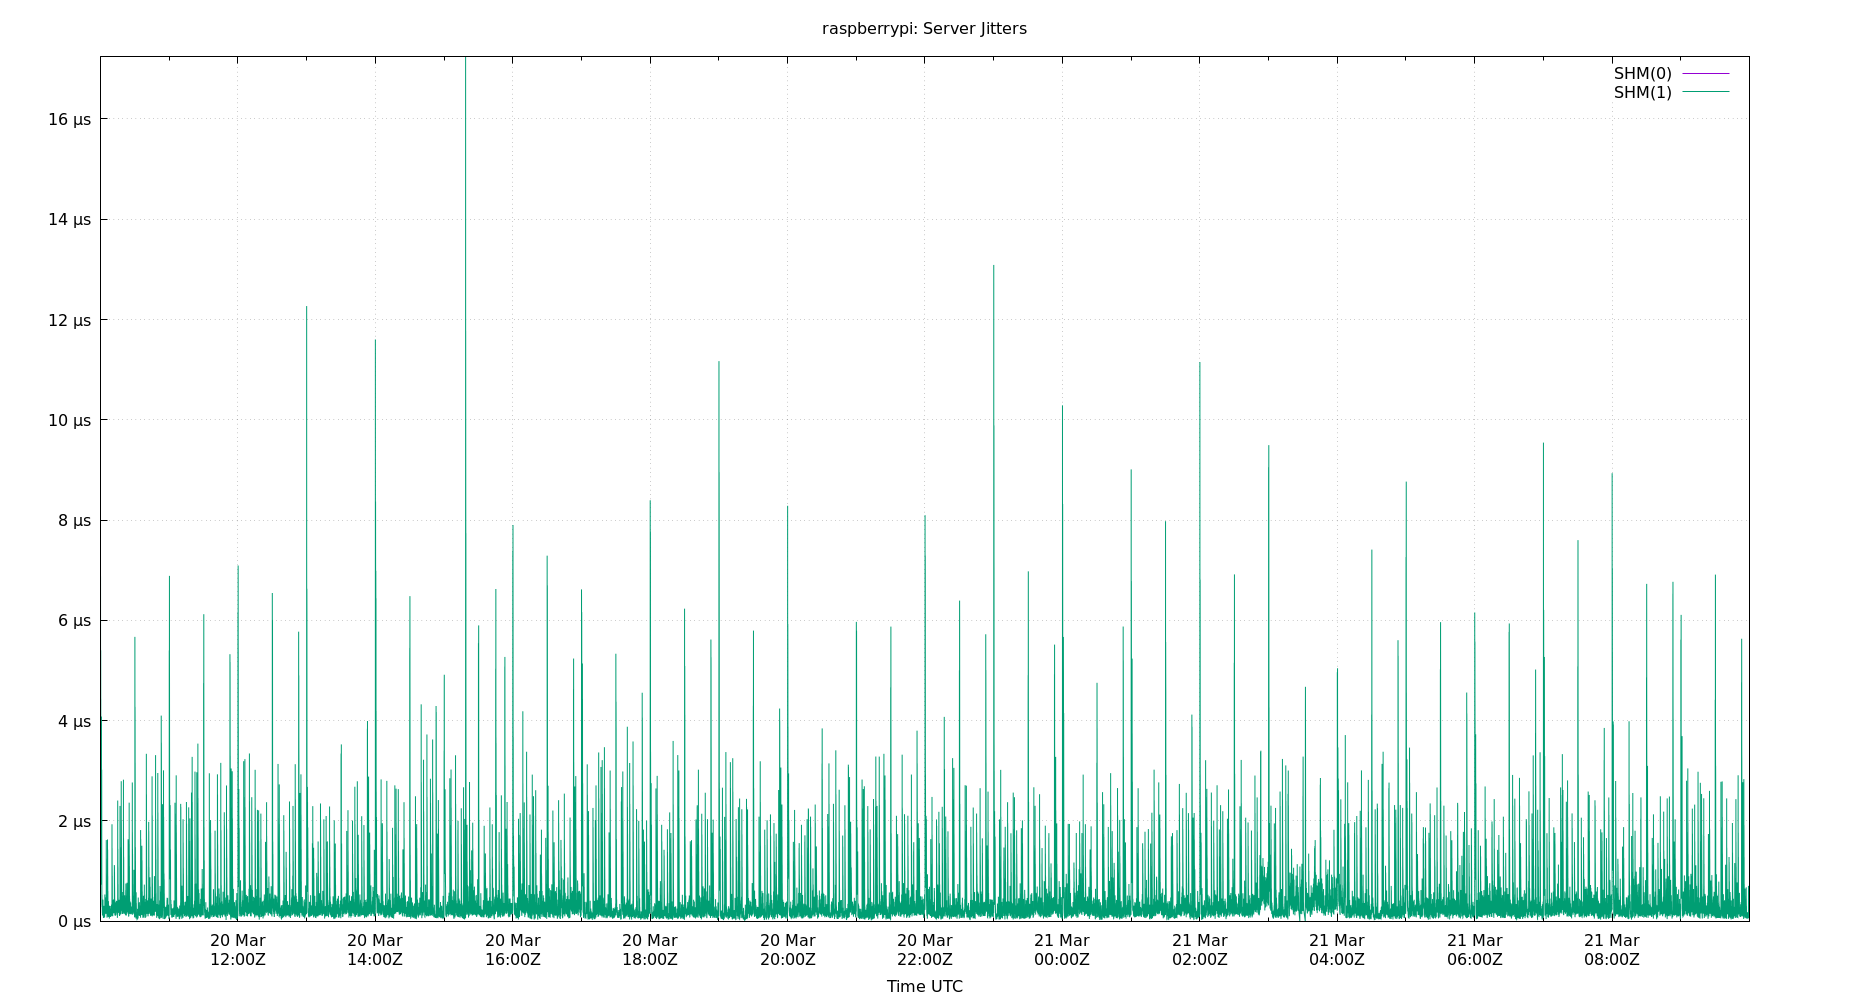 raspberrypi: Server Jitters
SHM(0)
SHM(1)
16 µs
14 µs
12 µs
10 µs
8 µs
6 µs
4 µs
2 µs
0 µs
20 Mar 20 Mar 20 Mar 20 Mar 20 Mar 20 Mar 21 Mar 21 Mar 21 Mar 21 Mar 21 Mar
12:00Z 14:00Z 16:00Z 18:00Z 20:00Z 22:00Z 00:00Z 02:00Z 04:00Z 06:00Z 08:00Z
Time UTC